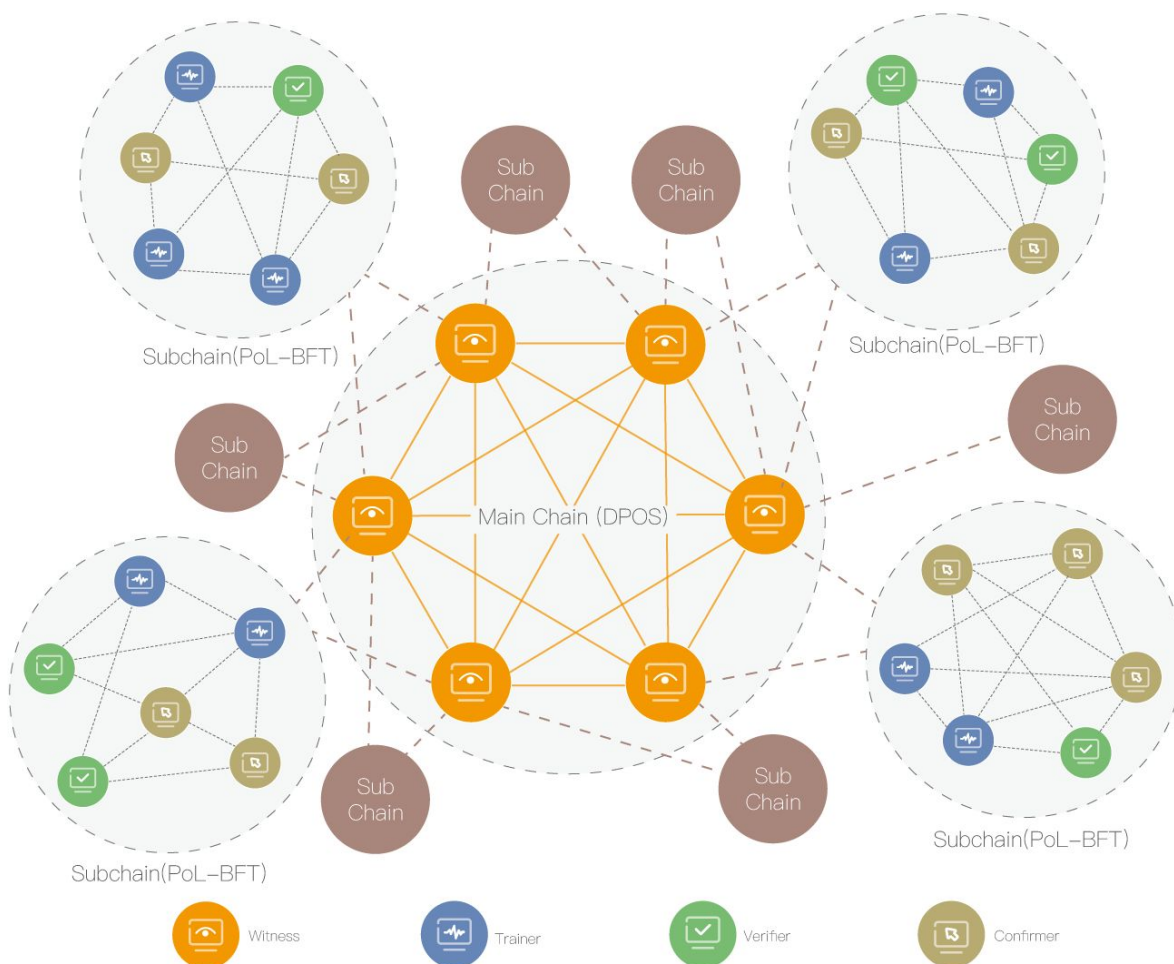 Sub
Chain
Sub
Chain
Subchain(PoL-BFT)
Subchain(PoL-BFT)
Sub
Chain
Sub
Chain
Main Chain (DPOS)
Sub
Chain
Sub
Chain
Subchain(PoL-BFT)
Subchain(PoL-BFT)
Witness
Trainer
Verifier
Confirmer